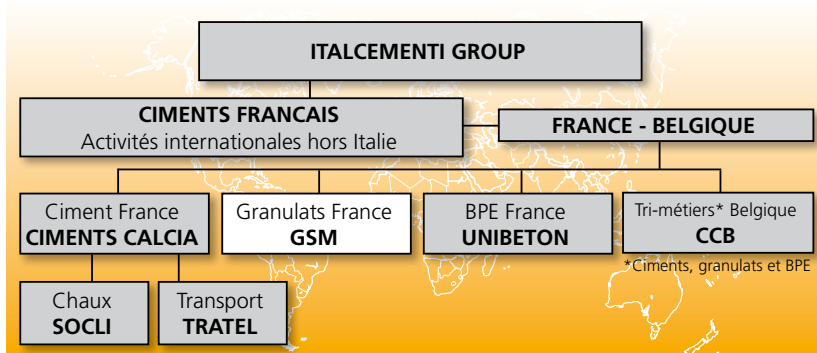 ITALCEMENTI GROUP
CIMENTS FRANCAIS
Activités internationales hors Italie
FRANCE - BELGIQUE
Ciment France
CIMENTS CALCIA
Granulats France
GSM
BPE France
UNIBETON
Tri-métiers* Belgique
CCB
*Ciments, granulats et BPE
Chaux
SOCLI
Transport
TRATEL